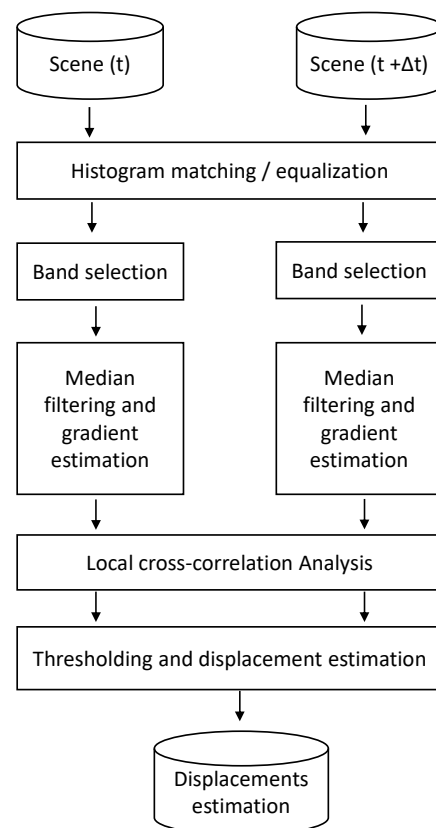 Scene (t)
Scene (t +Δt)
Histogram matching / equalization
Band selection
Band selection
Median
filtering and
gradient
estimation
Median
filtering and
gradient
estimation
Local cross-correlation Analysis
Thresholding and displacement estimation
Displacements
estimation